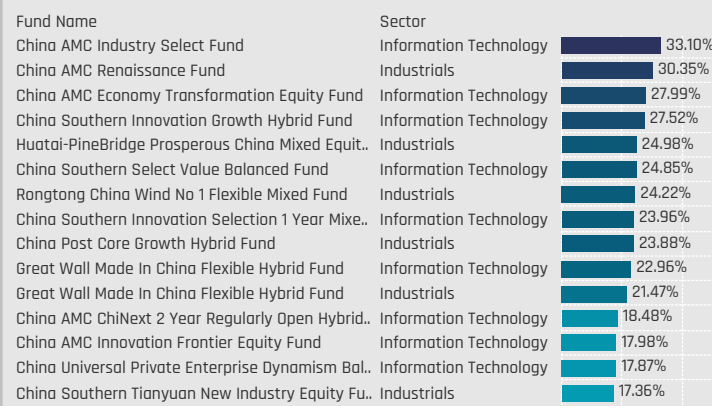 Fund Name Sector
China AMC Industry Select Fund Information Technology 33.10%
China AMC Renaissance Fund Industrials 30.35%
China AMC Economy Transformation Equity Fund Information Technology 27.99%
China Southern Innovation Growth Hybrid Fund Information Technology 27.52%
Huatai-PineBridge Prosperous China Mixed Equit.. Industrials 24.98%
China Southern Select Value Balanced Fund Information Technology 24.85%
Rongtong China Wind No 1 Flexible Mixed Fund Industrials 24.22%
China Southern Innovation Selection 1 Year Mixe.. Information Technology 23.96%
China Post Core Growth Hybrid Fund Industrials 23.88%
Great Wall Made In China Flexible Hybrid Fund Information Technology 22.96%
Great Wall Made In China Flexible Hybrid Fund Industrials 21.47%
China AMC ChiNext 2 Year Regularly Open Hybrid.. Information Technology 18.48%
China AMC Innovation Frontier Equity Fund Information Technology 17.98%
China Universal Private Enterprise Dynamism Bal.. Information Technology 17.87%
China Southern Tianyuan New Industry Equity Fu.. Industrials 17.36%